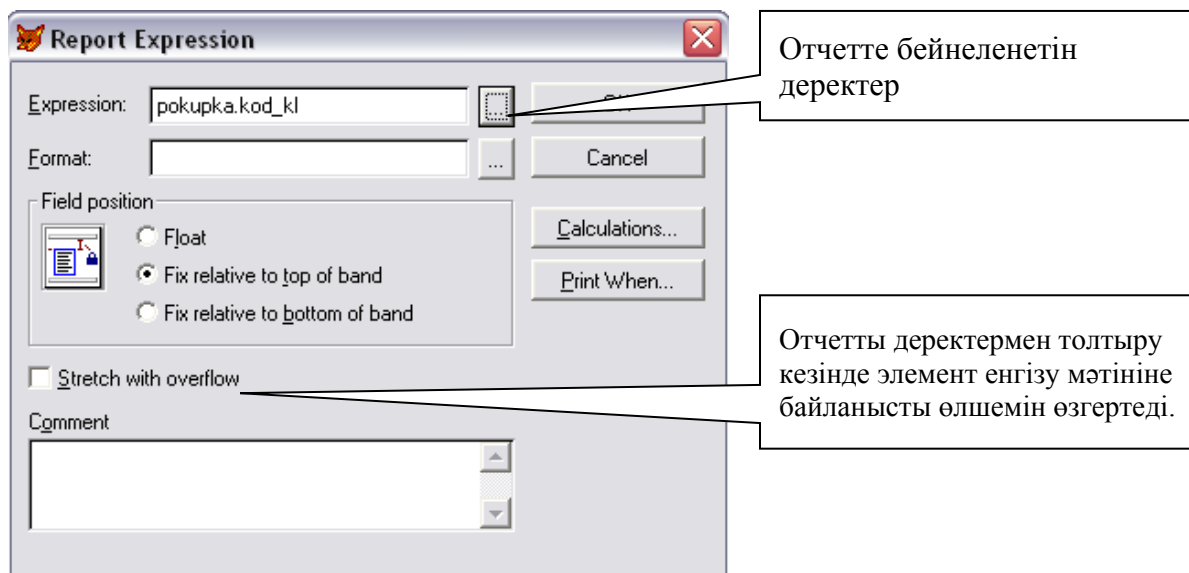 Report Expression
Отчетте бейнеленетін
деректер
Expression: pokupka.kod_kl ...
Format: ... Cancel
Field position
Float
Fix relative to top of band
Fix relative to bottom of band
Calculations...
Print When...
Отчетты деректермен толтыру
кезінде элемент енгізу мәтініне
байланысты өлшемін өзгертеді.
Stretch with overflow
Comment